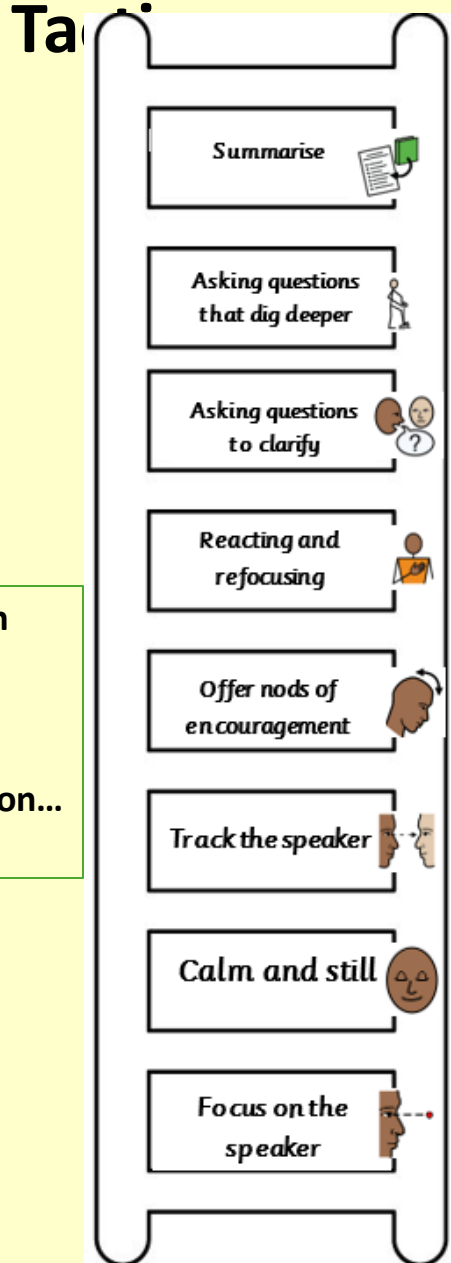 Summarise
Asking questions
that dig deeper
Asking questions
to clarify
?
Reacting and
refocusing
Offer nods of
encouragement
Track the speaker
Calm and still
Focus on the
speaker